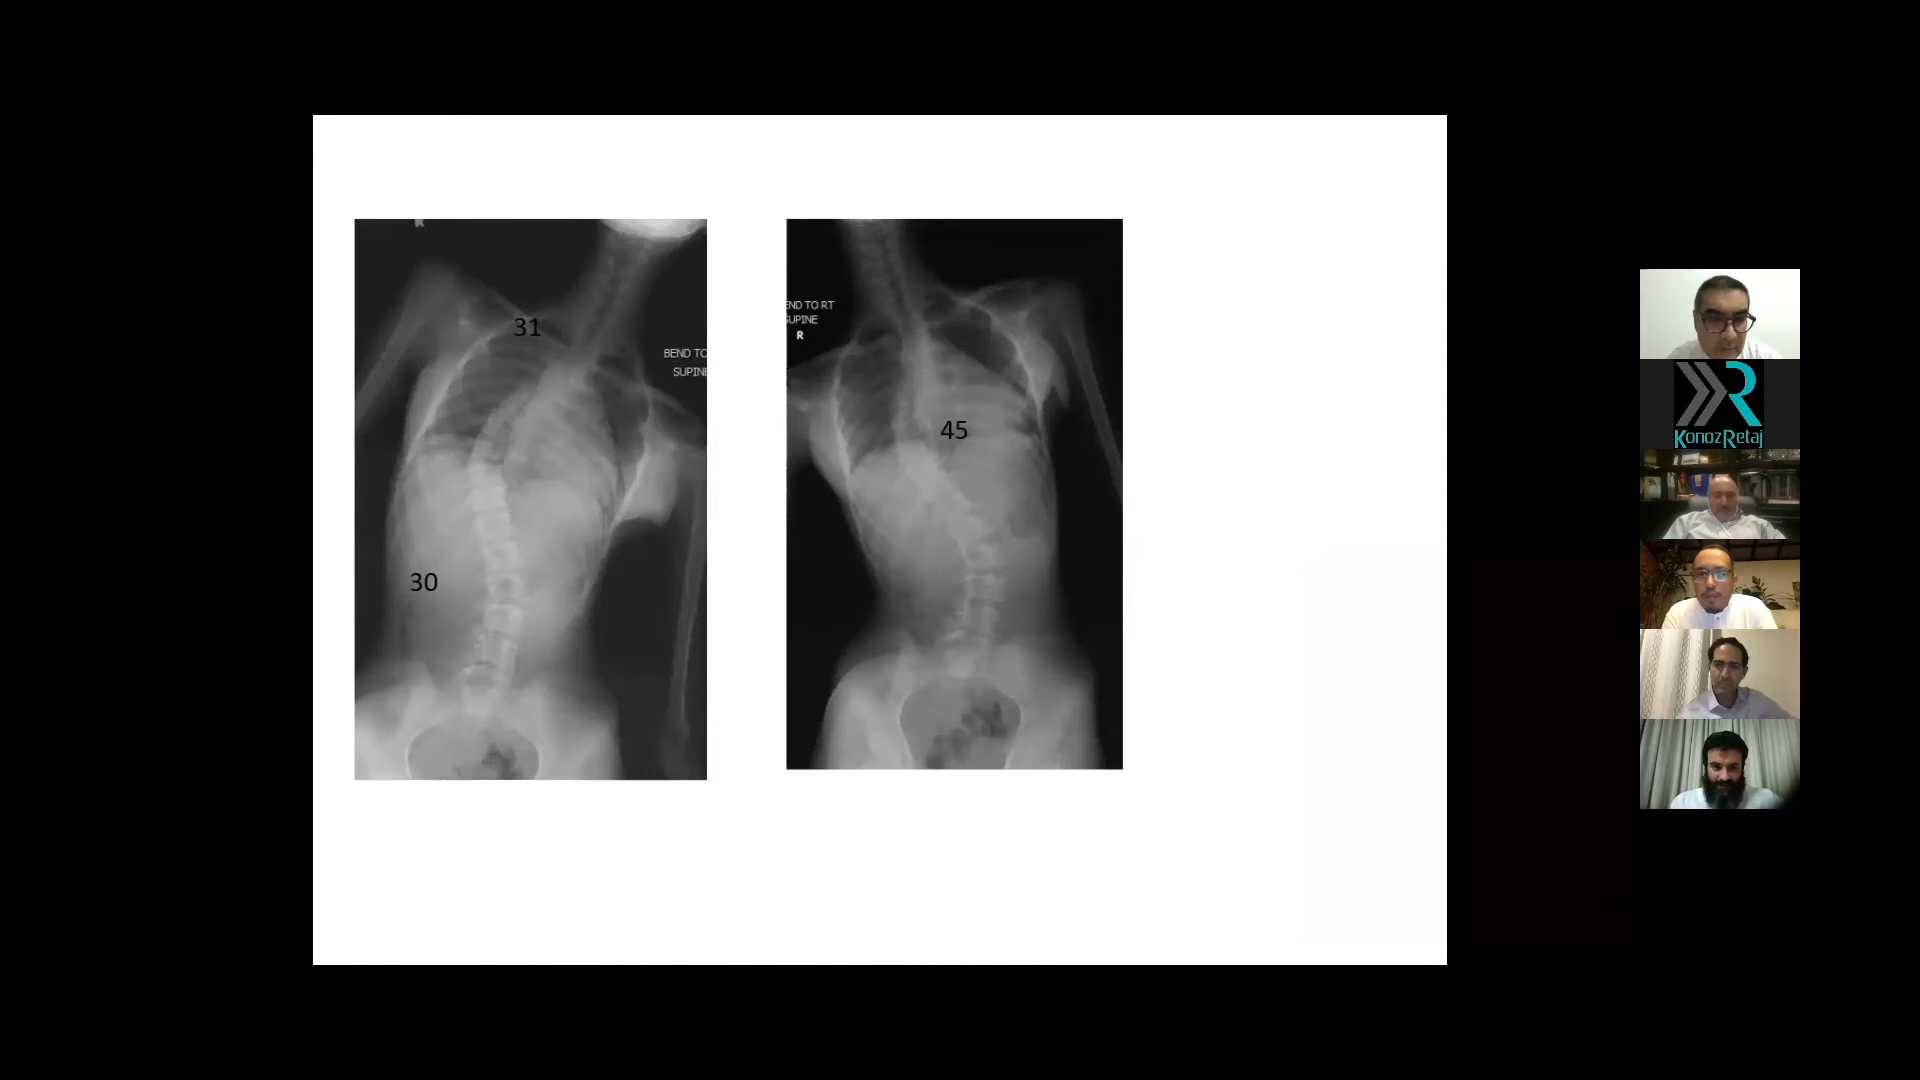 R
31
BEND TO
SUPINE
30
END TO RT
SUPINE
R
45
KonozRetaj